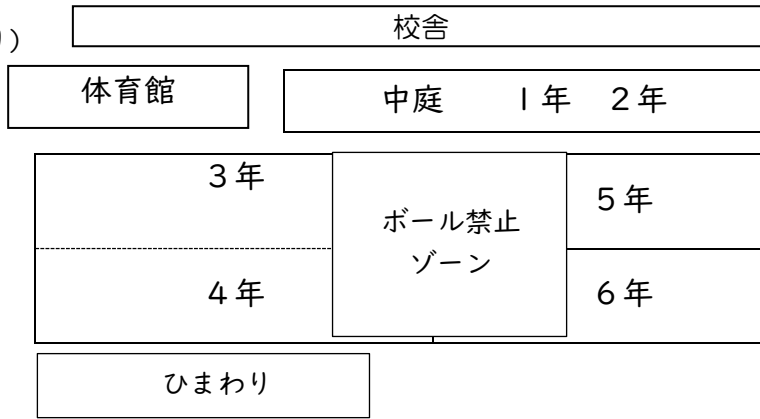 校舎
)
体育館
中庭 1年 2年
3年
ボール禁止
ゾーン
5年
4年
6年
ひまわり